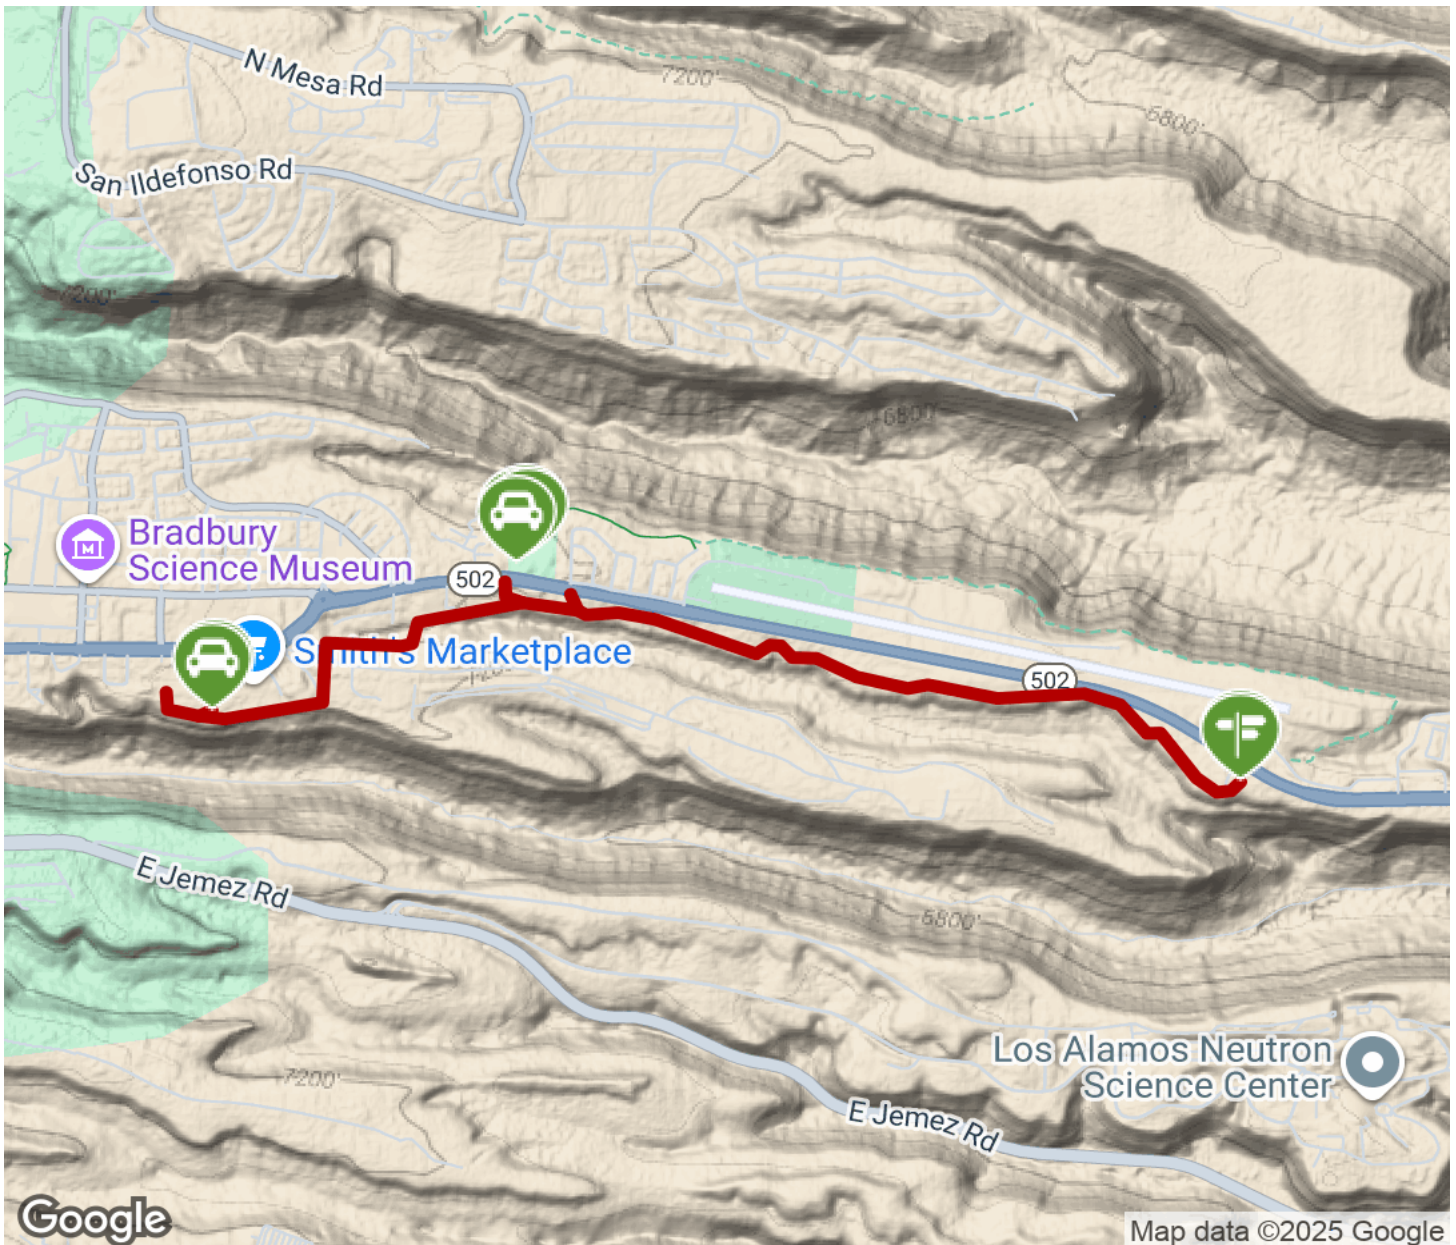 N Mesa Rd
7200'
6800'
San Ildefonso Rd
7200'
6800'
Bradbury
Science Museum
502
Smith's Marketplace
502
E Jemez Rd
6800'
Los Alamos Neutron
Science Center
7200'
E Jemez Rd
Google
Map data ©2025 Google